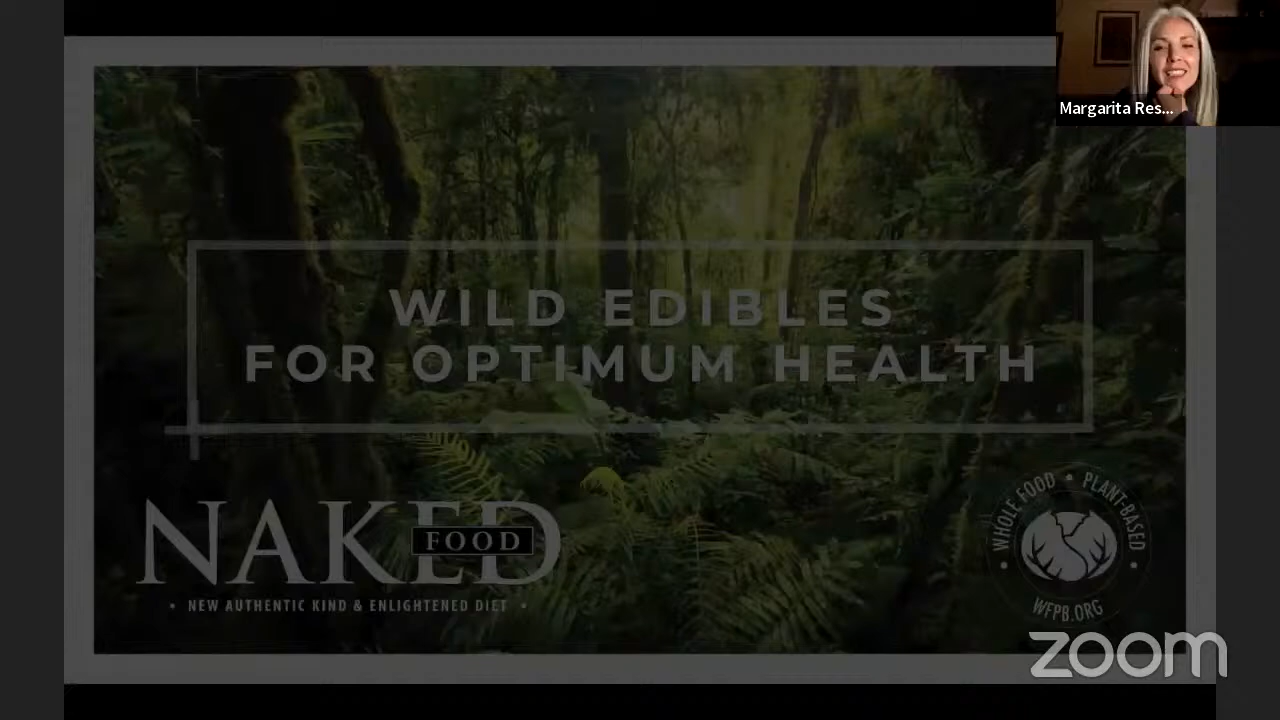 Margarita Res...
WILD EDIBLES
FOR OPTIMUM HEALTH
NAKED
FOOD
• NEW AUTHENTIC KIND & ENLIGHTENED DIET •
WHOLE FOOD • PLANT-BASED
WFPB.ORG
zoom